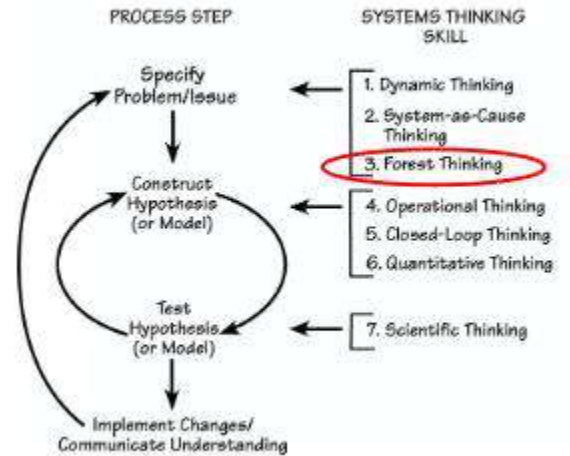 PROCESS STEP
SYSTEMS THINKING
SKILL
Specify
Problem/Issue
1. Dynamic Thinking
2. System-as-Cause
Thinking
3. Forest Thinking
Construct
Hypothesis
(or Model)
4. Operational Thinking
5. Closed-Loop Thinking
6. Quantitative Thinking
Test
Hypothesis
(or Model)
7. Scientific Thinking
Implement Changes/
Communicate Understanding